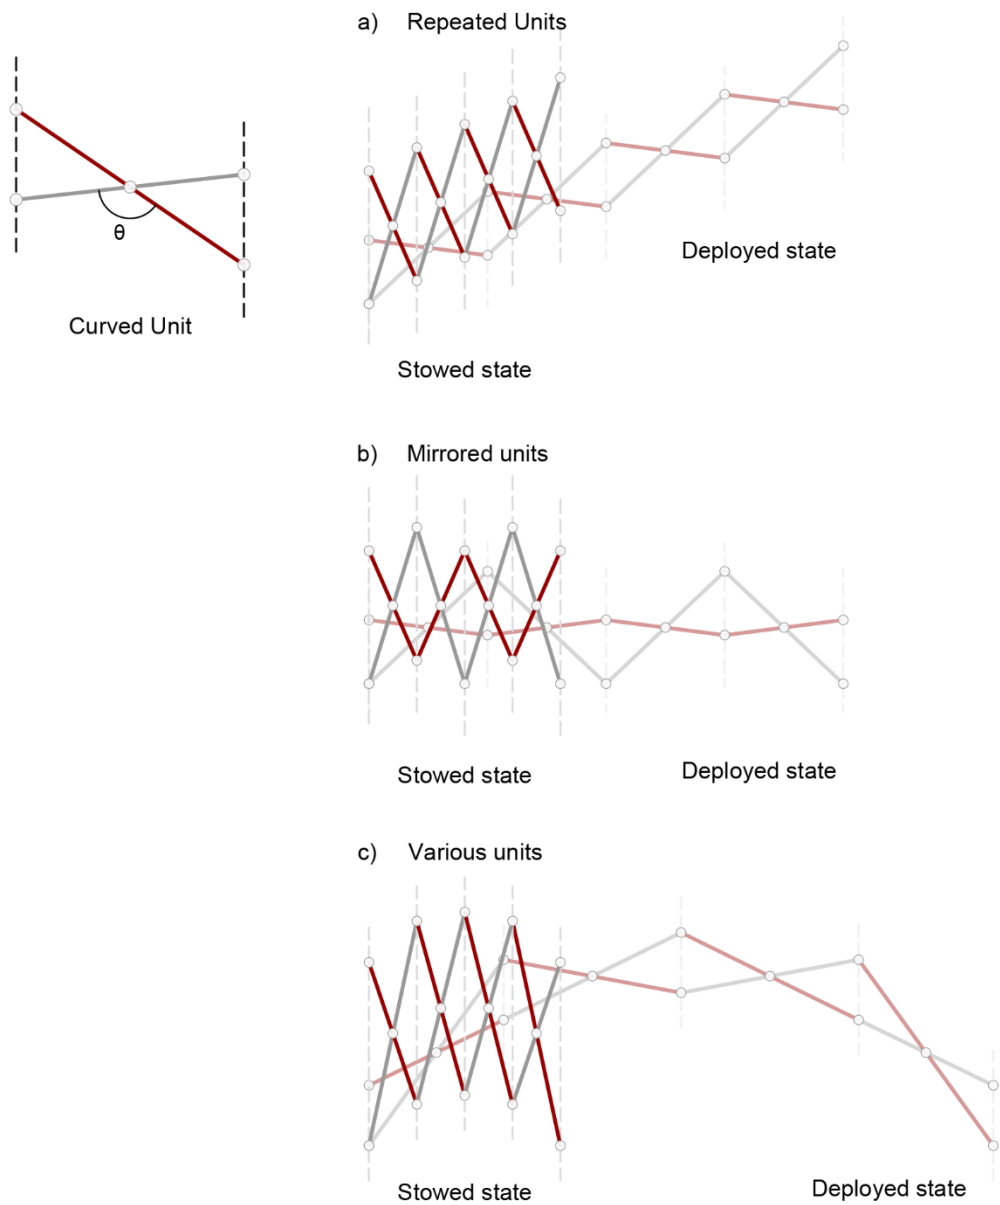 a) Repeated Units
θ
Curved Unit
Deployed state
Stowed state
b) Mirrored units
Stowed state
Deployed state
c) Various units
Stowed state
Deployed state